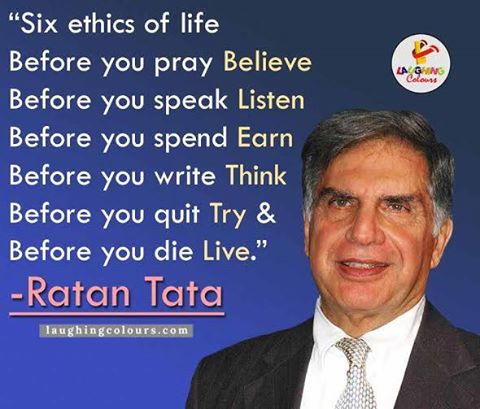 “Six ethics of life
LAUGHING
Colours
Before you pray Believe
Before you speak Listen
Before you spend Earn
Before you write Think
Before you quit Try &
Before you die Live.”
-Ratan Tata
laughingcolours.com